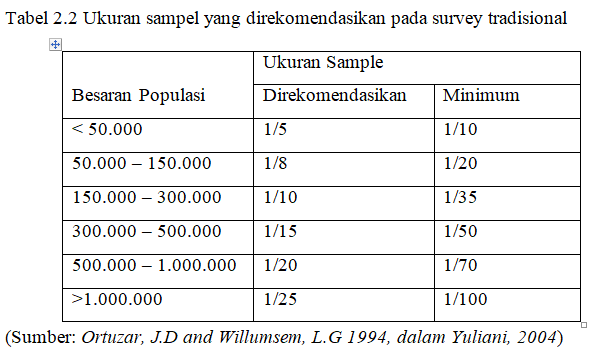 Tabel 2.2 Ukuran sampel yang direkomendasikan pada survey tradisional
Besaran Populasi
Ukuran Sample
Direkomendasikan Minimum
< 50.000 1/5 1/10
50.000 – 150.000 1/8 1/20
150.000 – 300.000 1/10 1/35
300.000 – 500.000 1/15 1/50
500.000 – 1.000.000 1/20 1/70
>1.000.000 1/25 1/100
(Sumber: Ortuzar, J.D and Willumsem, L.G 1994, dalam Yuliani, 2004)